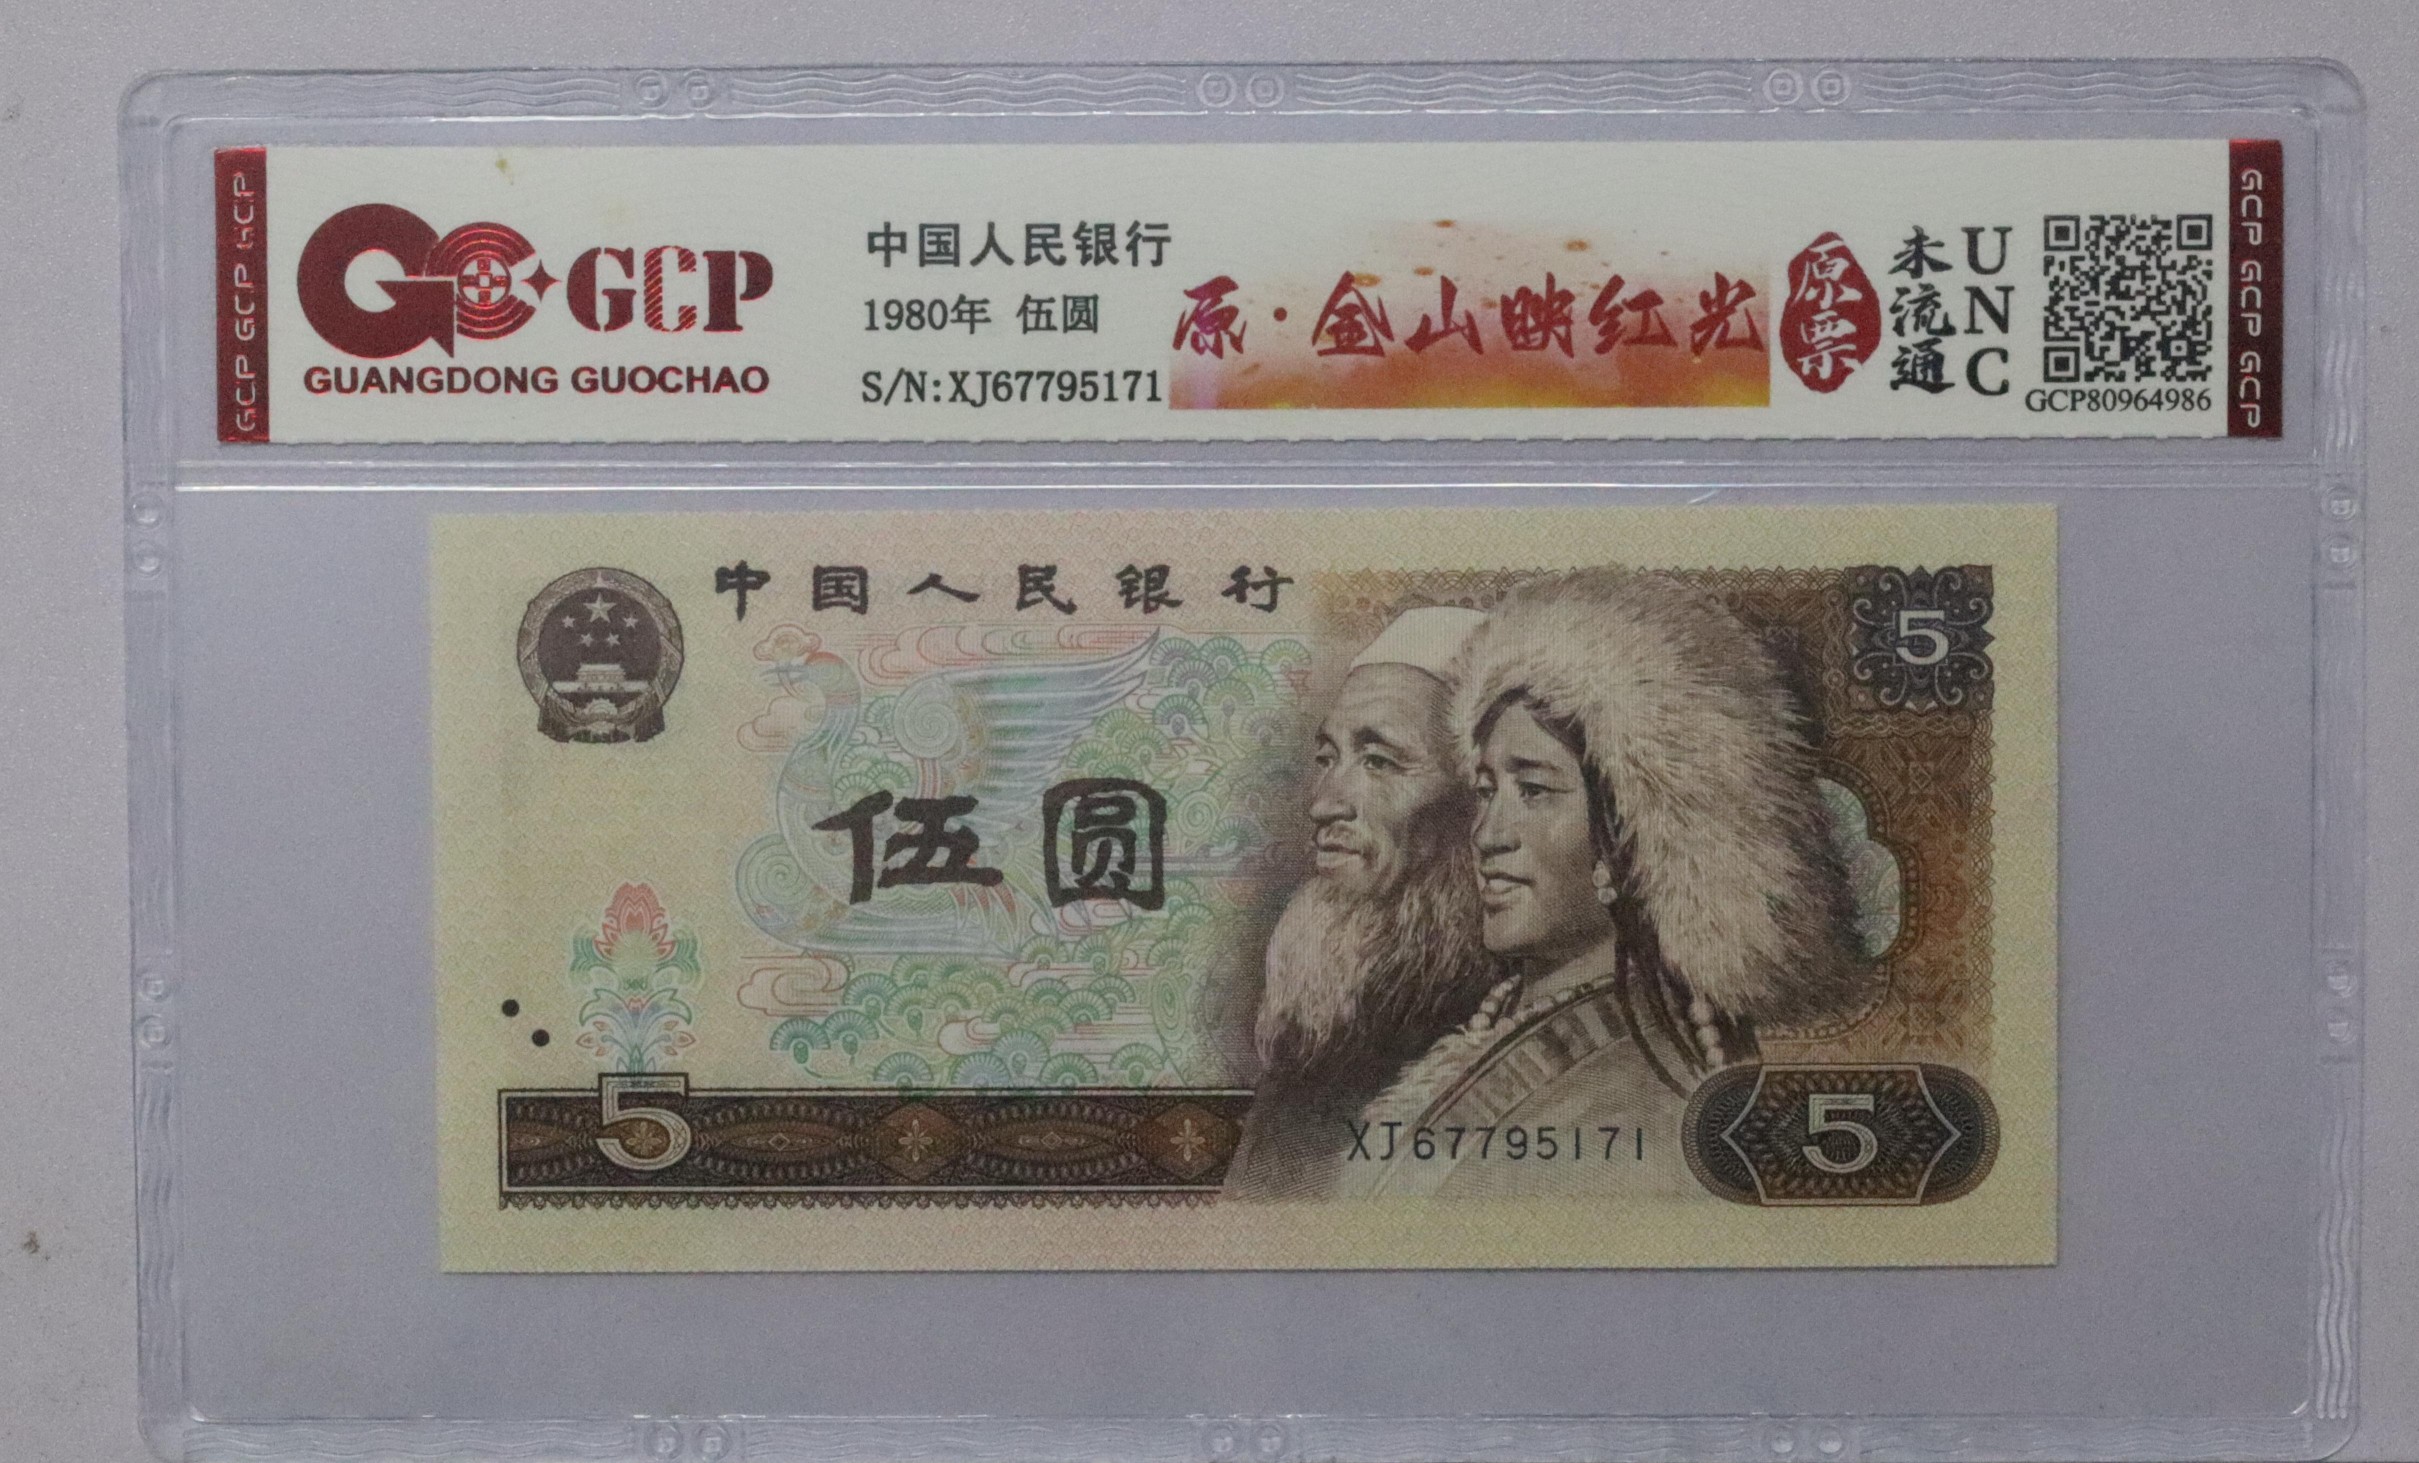 GCP GCP GCP
GCP
GUANGDONG GUOCHAO
中国人民银行
1980年 伍圆
S/N:XJ67795171
原·金山映红光
原票
未流通
UNC
GCP80964986
GCP GCP GCP
中国人民银行
5
伍圆
5
XJ67795171
5